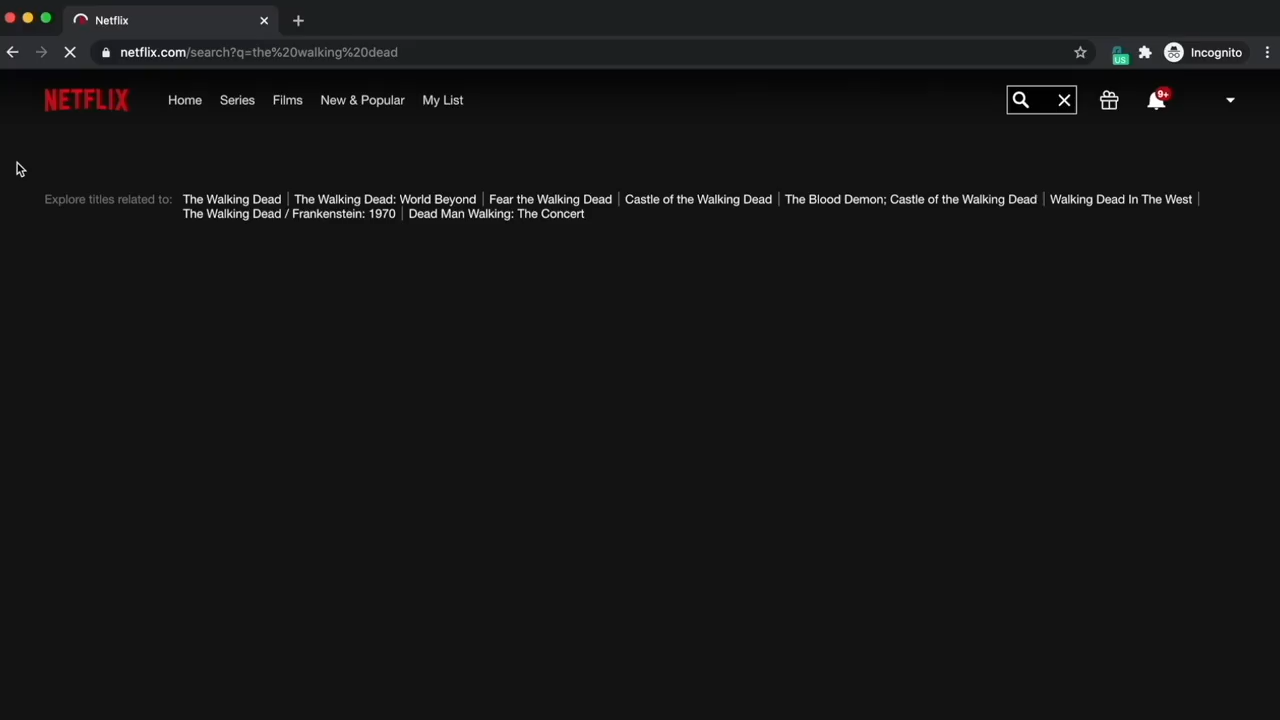 Netflix
netflix.com/search?q=the%20walking%20dead
US
Incognito
NETFLIX Home Series Films New & Popular My List 9+
Explore titles related to: The Walking Dead | The Walking Dead: World Beyond | Fear the Walking Dead | Castle of the Walking Dead | The Blood Demon; Castle of the Walking Dead | Walking Dead In The West |
The Walking Dead / Frankenstein: 1970 | Dead Man Walking: The Concert